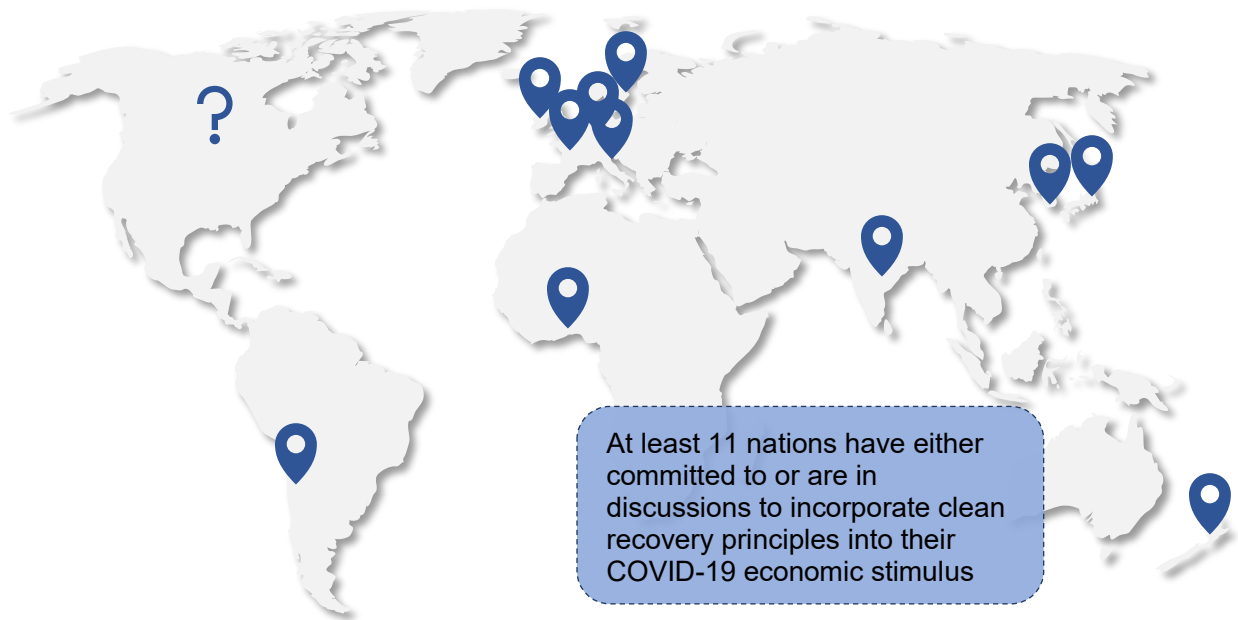 ?
At least 11 nations have either
committed to or are in
discussions to incorporate clean
recovery principles into their
COVID-19 economic stimulus